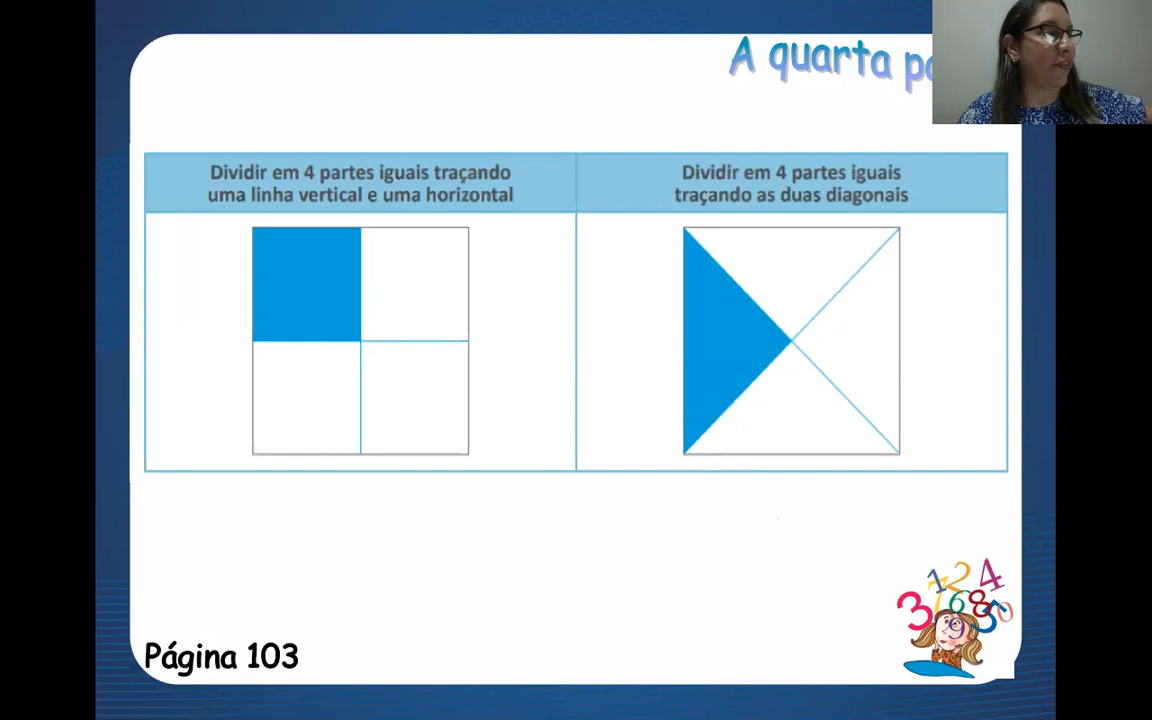 A quarta
Dividir em 4 partes iguais traçando
uma linha vertical e uma horizontal
Dividir em 4 partes iguais
traçando as duas diagonais
Página 103